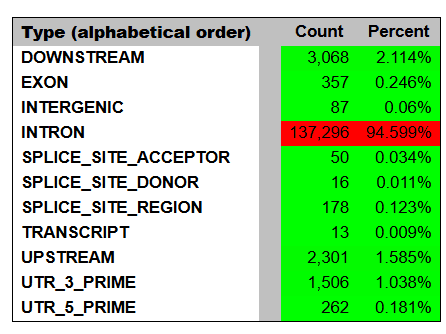 Type (alphabetical order) Count Percent
DOWNSTREAM 3,068 2.114%
EXON 357 0.246%
INTERGENIC 87 0.06%
INTRON 137,296 94.599%
SPLICE_SITE_ACCEPTOR 50 0.034%
SPLICE_SITE_DONOR 16 0.011%
SPLICE_SITE_REGION 178 0.123%
TRANSCRIPT 13 0.009%
UPSTREAM 2,301 1.585%
UTR_3_PRIME 1,506 1.038%
UTR_5_PRIME 262 0.181%